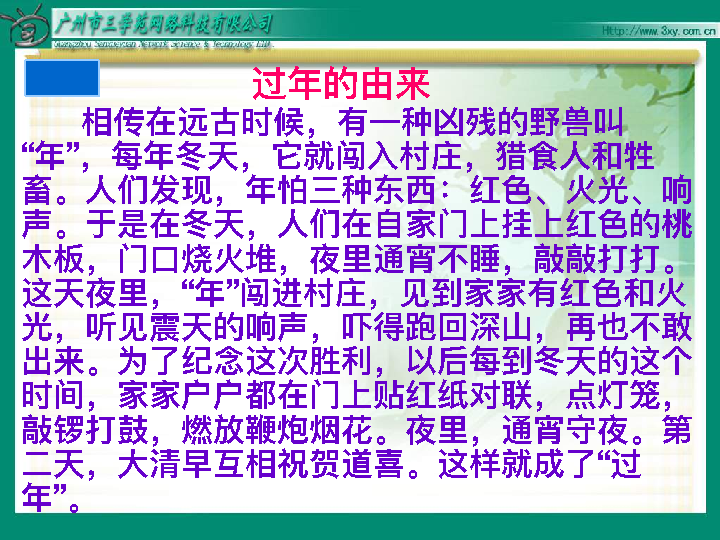 广州市三学苑网络科技有限公司
Guangzhou Sanxueyuan Network Science & Technology Ltd.
Http://www.3xy.com.cn
过年的由来
相传在远古时候，有一种凶残的野兽叫
“年”，每年冬天，它就闯入村庄，猎食人和牲
畜。人们发现，年怕三种东西：红色、火光、响
声。于是在冬天，人们在自家门上挂上红色的桃
木板，门口烧火堆，夜里通宵不睡，敲敲打打。
这天夜里，“年”闯进村庄，见到家家有红色和火
光，听见震天的响声，吓得跑回深山，再也不敢
出来。为了纪念这次胜利，以后每到冬天的这个
时间，家家户户都在门上贴红纸对联，点灯笼，
敲锣打鼓，燃放鞭炮烟花。夜里，通宵守夜。第
二天，大清早互相祝贺道喜。这样就成了“过
年”。